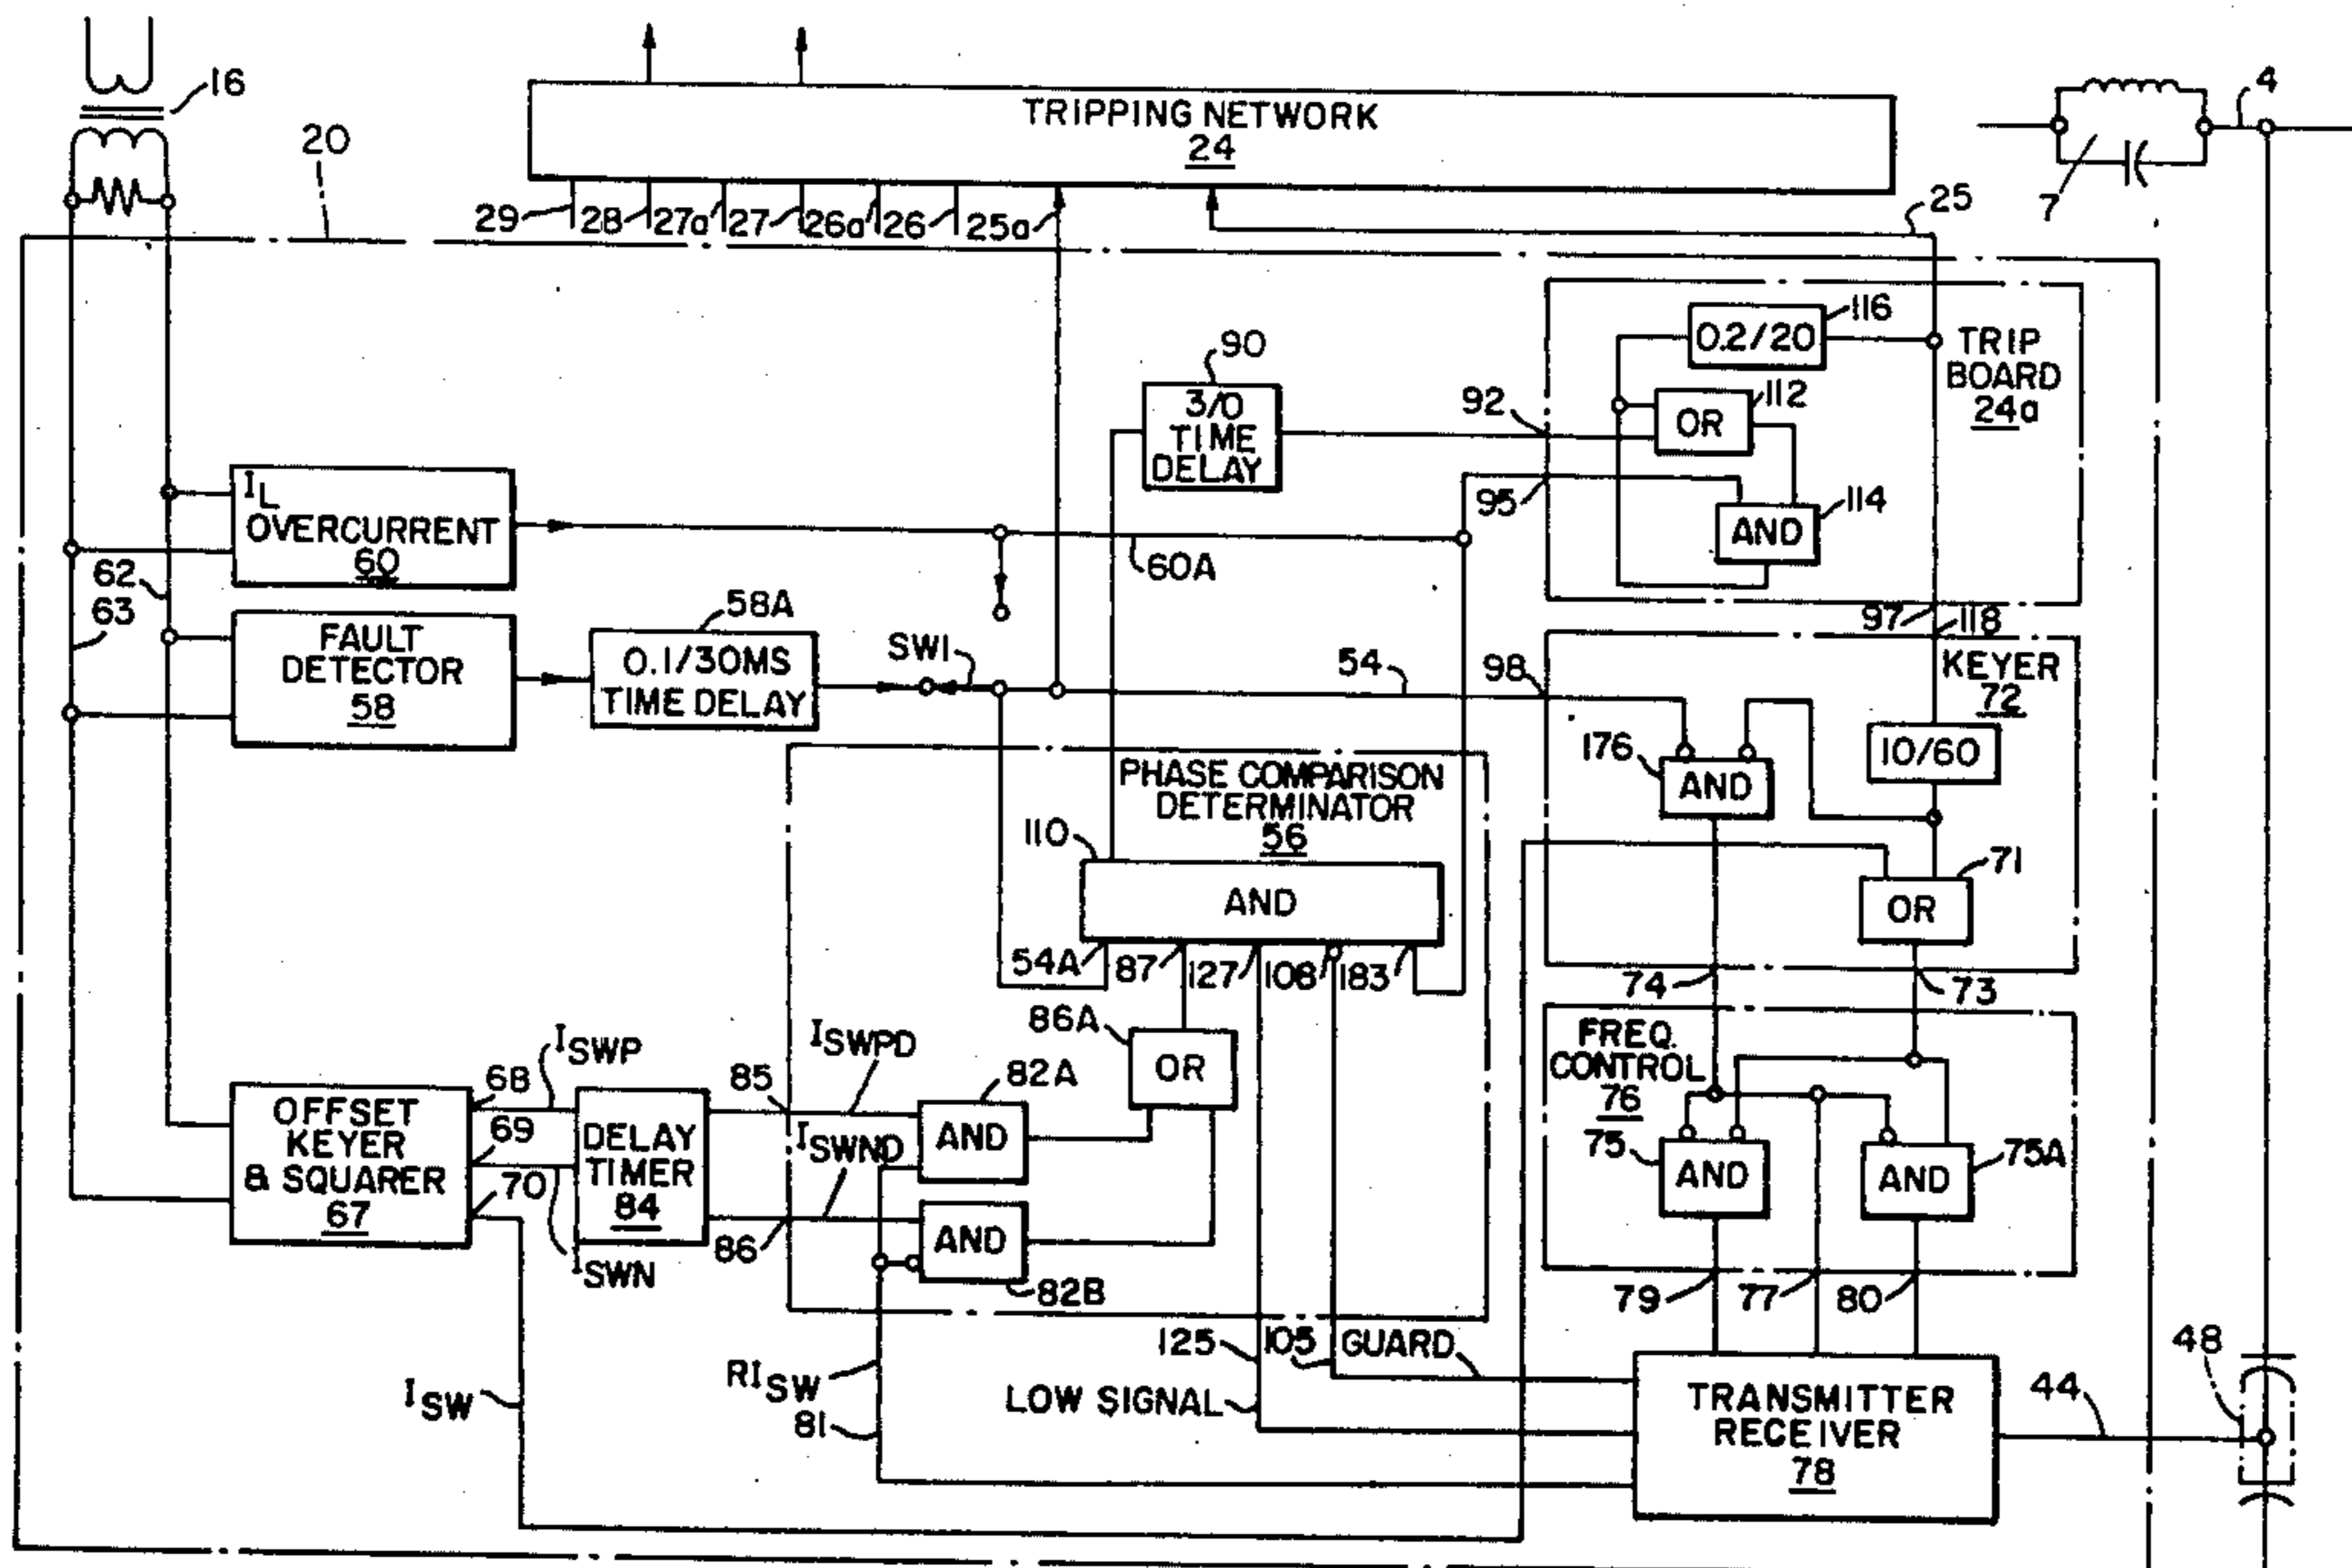 16
20
TRIPPING NETWORK
24
4
7
29
28
27a
27
26a
26
25a
25
90
3/0
TIME
DELAY
92
95
0.2/20
116
TRIP
BOARD
24a
OR
112
AND
114
IL
OVERCURRENT
60
60A
62
63
FAULT
DETECTOR
58
58A
0.1/30MS
TIME DELAY
SW1
54
98
97
118
KEYER
72
176
AND
10/60
71
OR
PHASE COMPARISON
DETERMINATOR
56
110
AND
54A
87
127
108
183
74
73
86A
OR
FREQ.
CONTROL
76
75
AND
75A
AND
OFFSET
KEYER
& SQUARER
67
68
69
70
ISWP
ISWN
DELAY
TIMER
84
85
86
ISWPD
ISWND
82A
AND
AND
82B
79
77
80
125
105
GUARD
LOW SIGNAL
RISW
81
ISW
TRANSMITTER
RECEIVER
78
44
48